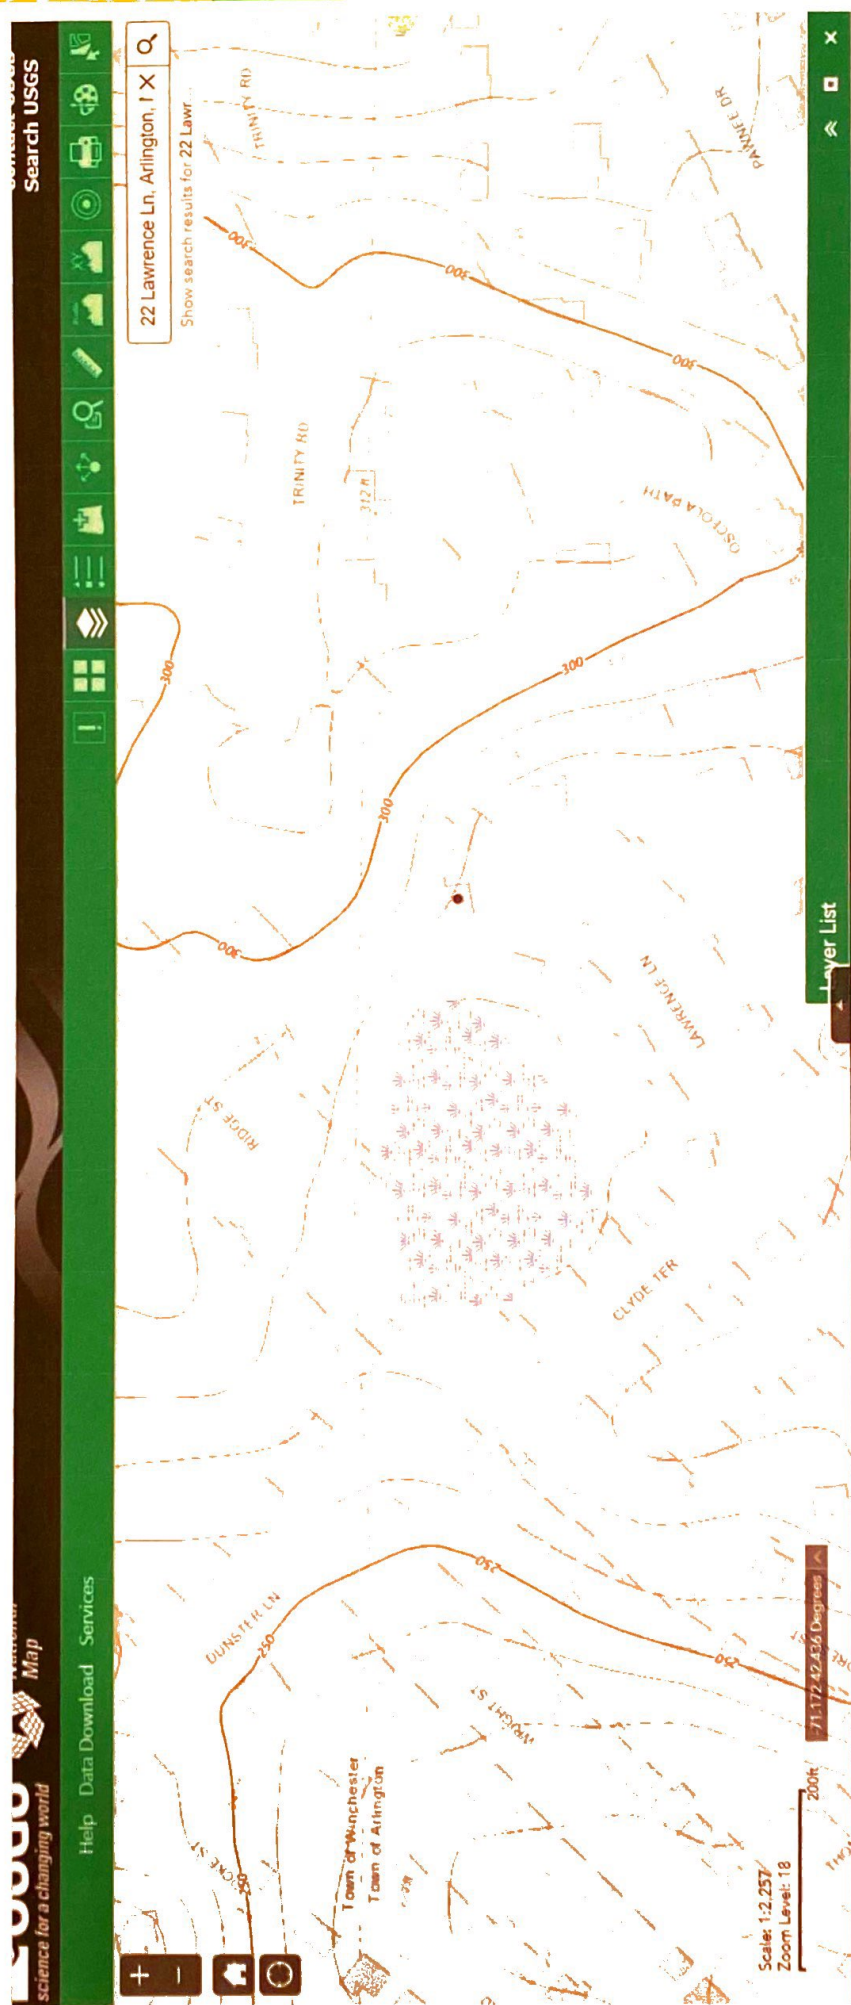 science for a changing world
Map
Search USGS
Help Data Download Services
22 Lawrence Ln, Arlington,
Show search results for 22 Lawr...
TRINITY RD
300
300
300
300
300
300
300
TRINITY RD
312 ft
PAWNEE DR
OSCEOLA PATH
RIDGE ST
LAWRENCE LN
CLYDE TER
DUNSTER LN
250
250
250
250
WRIGHT ST
Town of Winchester
Town of Arlington
Scale: 1:2,257
Zoom Level: 18
200ft
-71.172 42.436 Degrees
Layer List